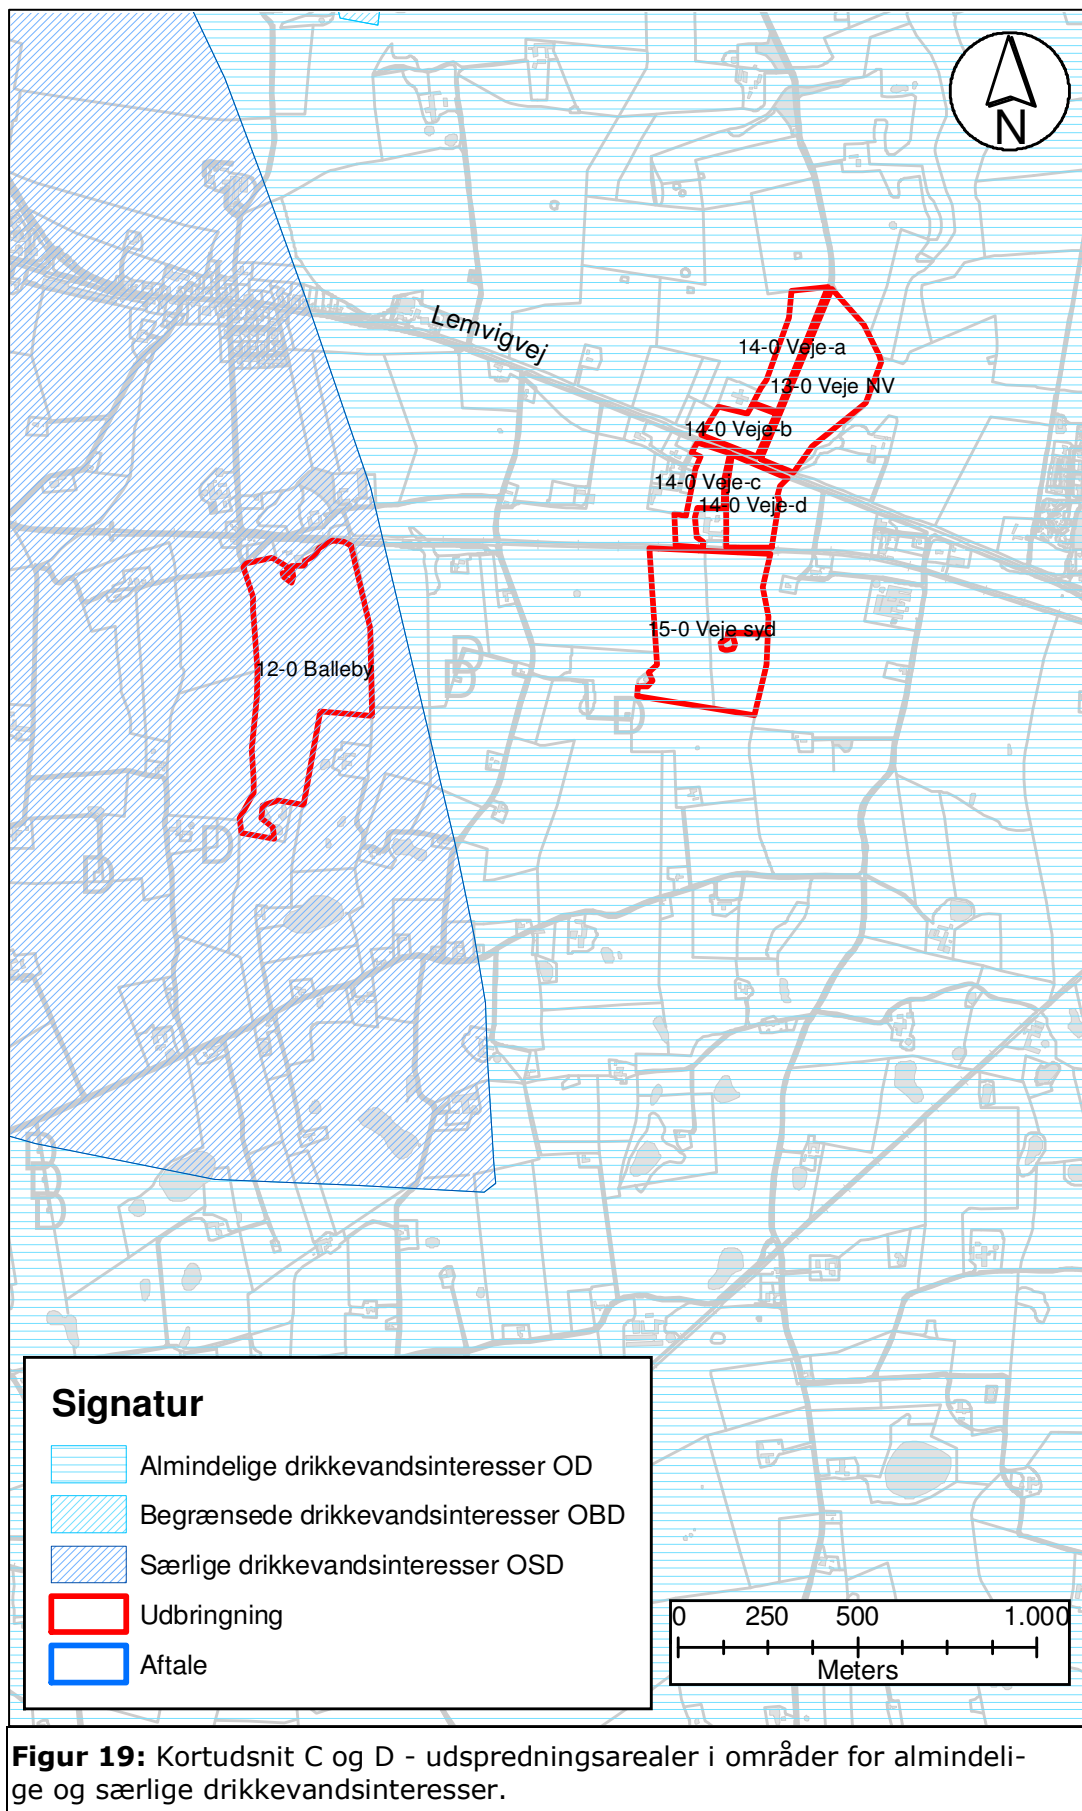 N
Lemvigvej
14-0 Veje-a
13-0 Veje NV
14-0 Veje-b
14-0 Veje-c
14-0 Veje-d
15-0 Veje syd
12-0 Balleby
D
D
D
D
D
D
D
D
Signatur
Almindelige drikkevandsinteresser OD
Begrænsede drikkevandsinteresser OBD
Særlige drikkevandsinteresser OSD
Udbringning
Aftale
0 250 500 1.000
Meters
Figur 19: Kortudsnit C og D - udspredningsarealer i områder for almindeli-
ge og særlige drikkevandsinteresser.